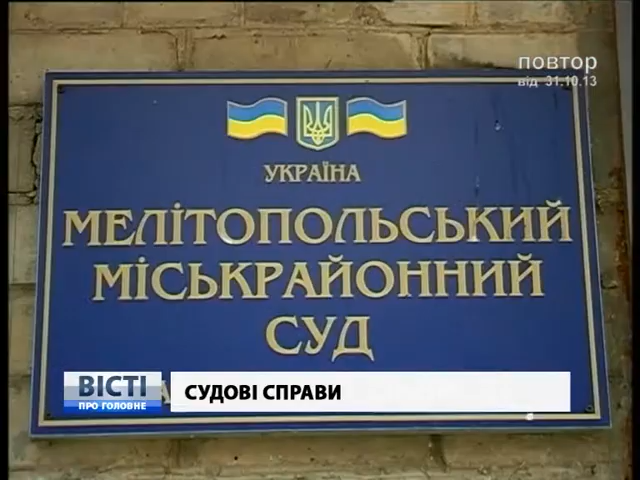 повтор
від 31.10.13
УКРАЇНА
МЕЛІТОПОЛЬСЬКИЙ
МІСЬКРАЙОННИЙ
СУД
ВІСТІ
ПРО ГОЛОВНЕ
СУДОВІ СПРАВИ